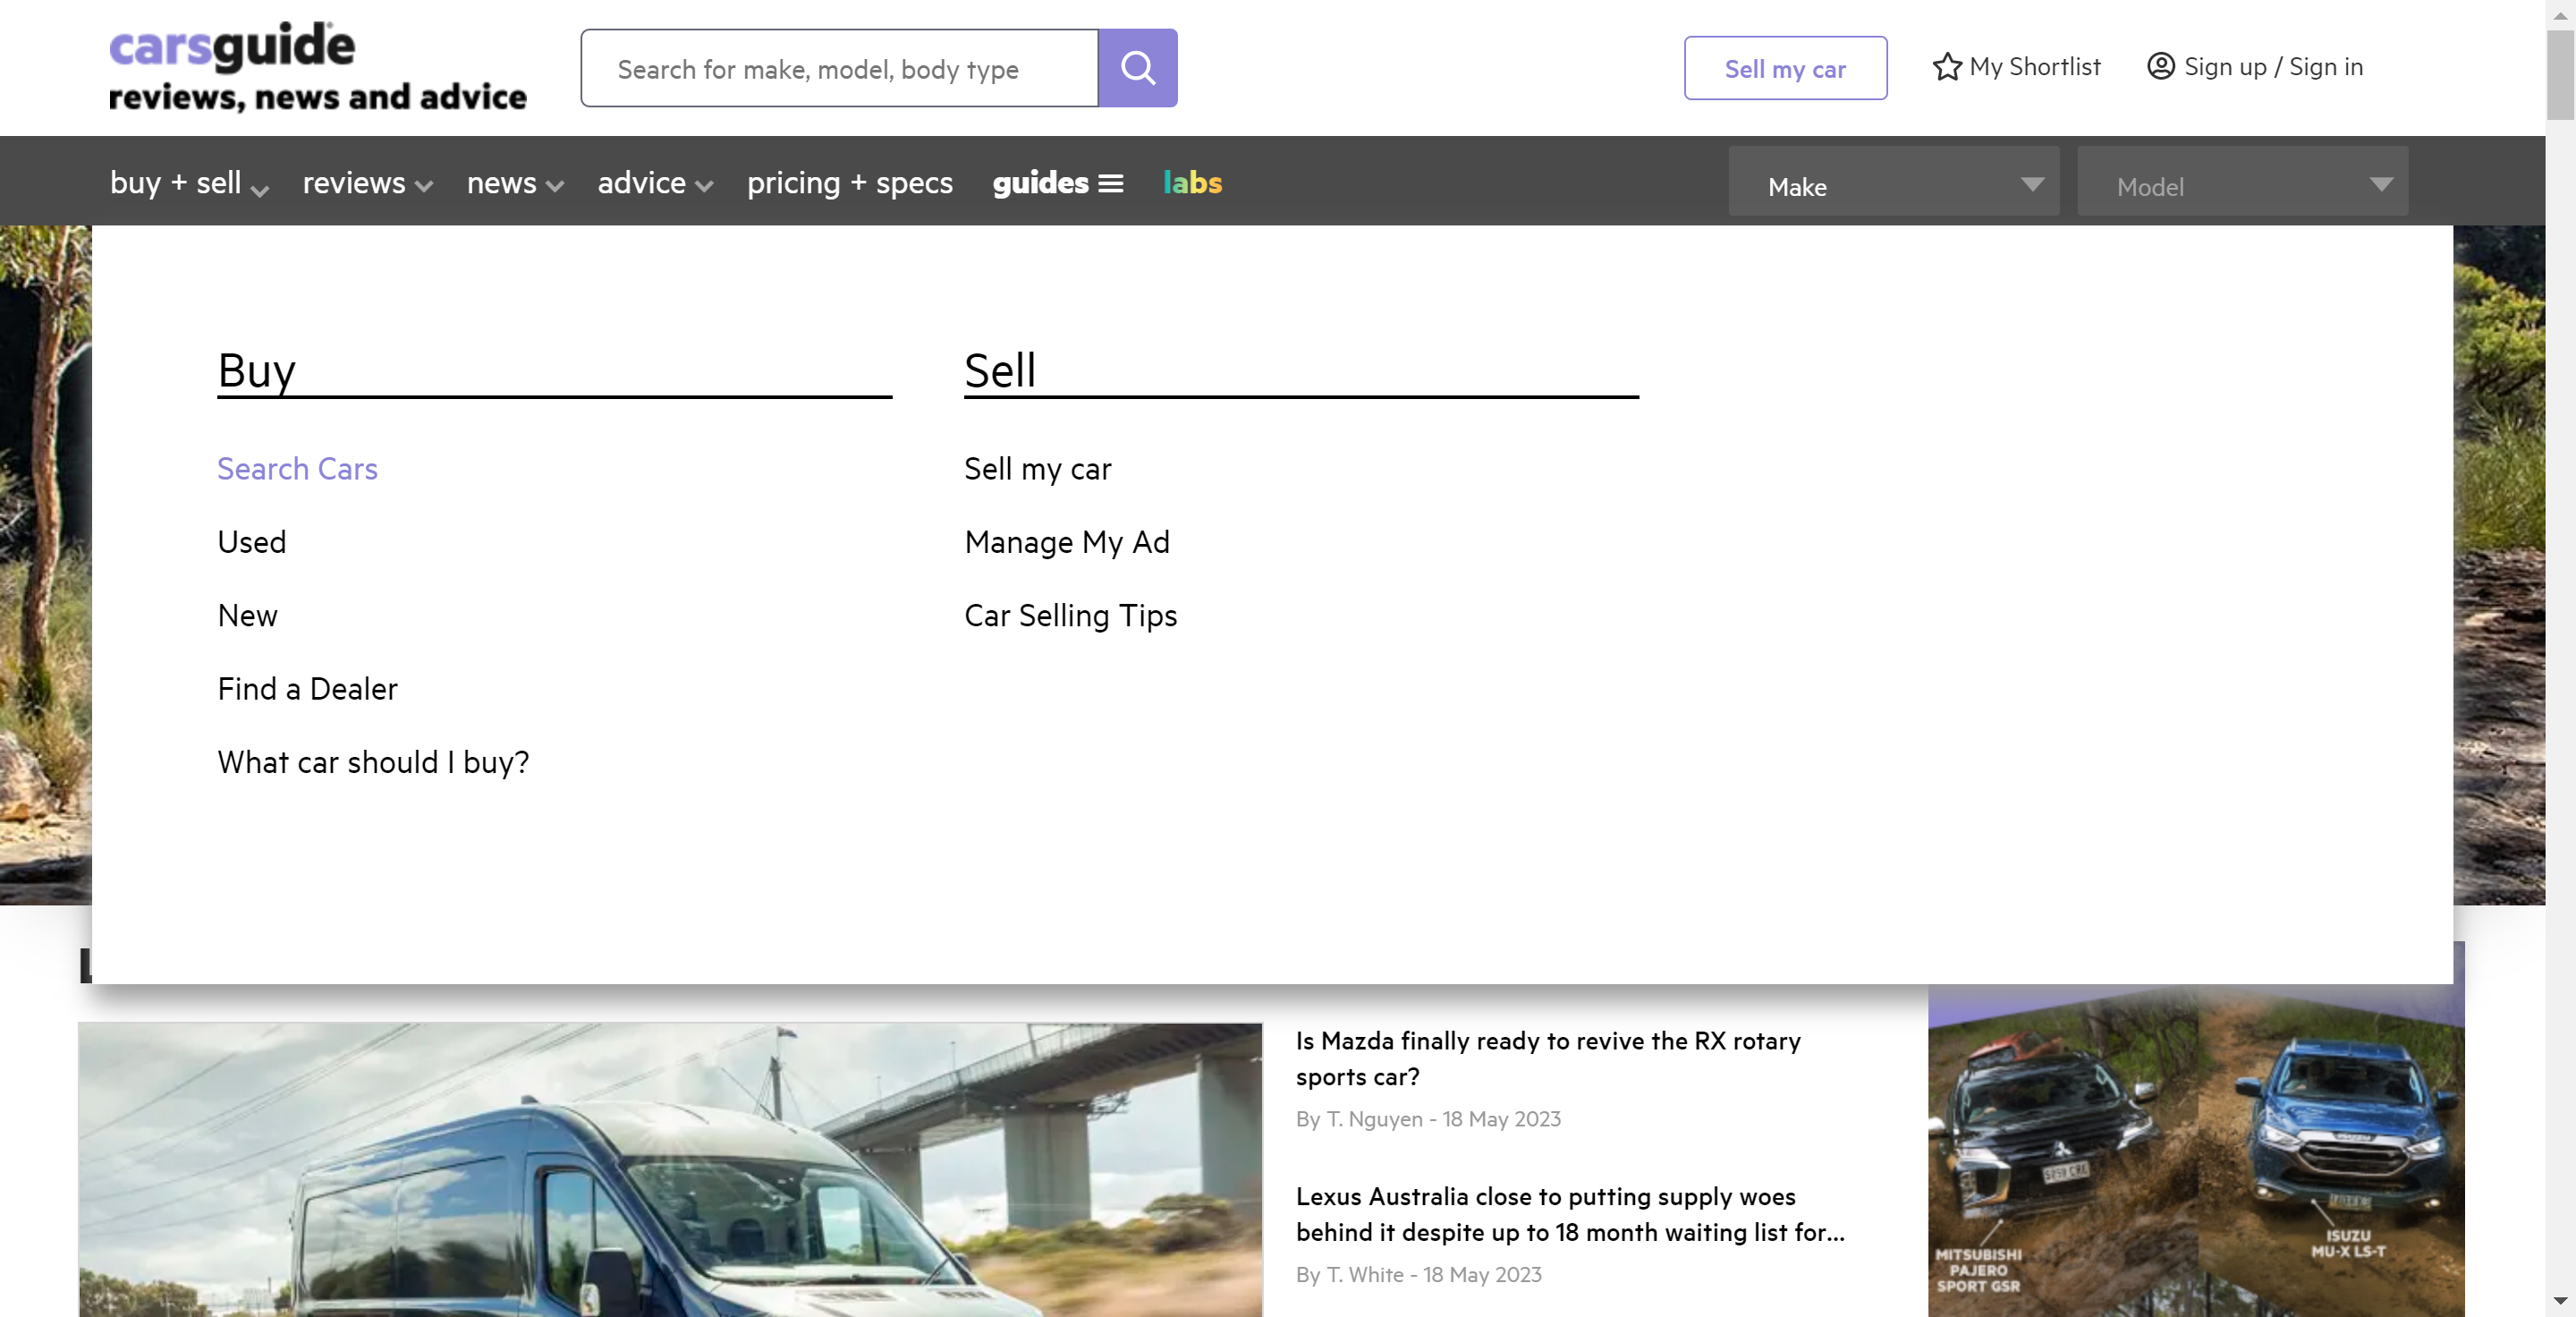 carsguide
reviews, news and advice
Search for make, model, body type
Sell my car
My Shortlist
Sign up / Sign in
buy + sell
reviews
news
advice
pricing + specs
guides
labs
Make
Model
Buy
Search Cars
Used
New
Find a Dealer
What car should I buy?
Sell
Sell my car
Manage My Ad
Car Selling Tips
Is Mazda finally ready to revive the RX rotary
sports car?
By T. Nguyen - 18 May 2023
Lexus Australia close to putting supply woes
behind it despite up to 18 month waiting list for...
By T. White - 18 May 2023
MITSUBISHI
PAJERO
SPORT GSR
ISUZU
MU-X LS-T